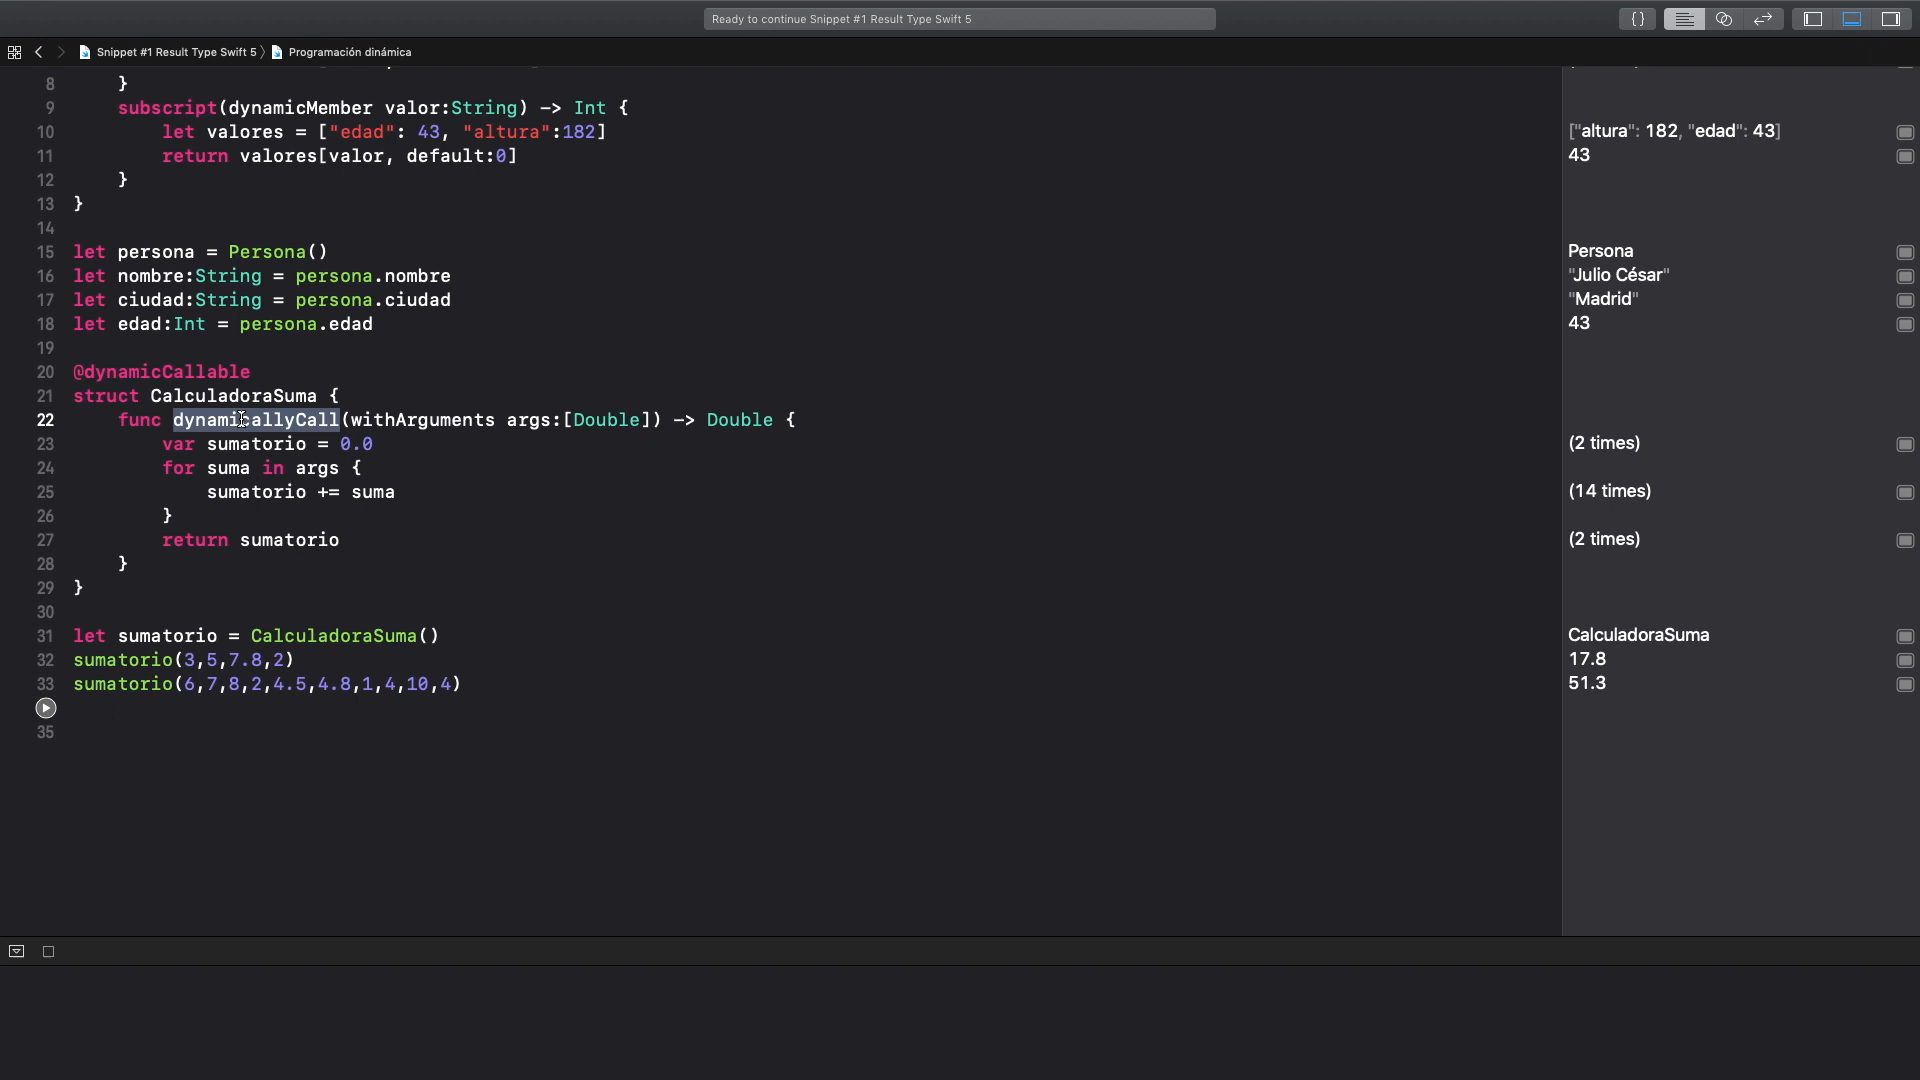 Ready to continue Snippet #1 Result Type Swift 5
{}
Snippet #1 Result Type Swift 5 〉 Programación dinámica
8 }
9 subscript(dynamicMember valor:String) -> Int {
10 let valores = ["edad": 43, "altura":182]
["altura": 182, "edad": 43]
11 return valores[valor, default:0]
43
12 }
13 }
14
15 let persona = Persona()
Persona
16 let nombre:String = persona.nombre
"Julio César"
17 let ciudad:String = persona.ciudad
"Madrid"
18 let edad:Int = persona.edad
43
19
20 @dynamicCallable
21 struct CalculadoraSuma {
22 func dynamicallyCall(withArguments args:[Double]) -> Double {
23 var sumatorio = 0.0
(2 times)
24 for suma in args {
25 sumatorio += suma
(14 times)
26 }
27 return sumatorio
(2 times)
28 }
29 }
30
31 let sumatorio = CalculadoraSuma()
CalculadoraSuma
32 sumatorio(3,5,7.8,2)
17.8
33 sumatorio(6,7,8,2,4.5,4.8,1,4,10,4)
51.3
35